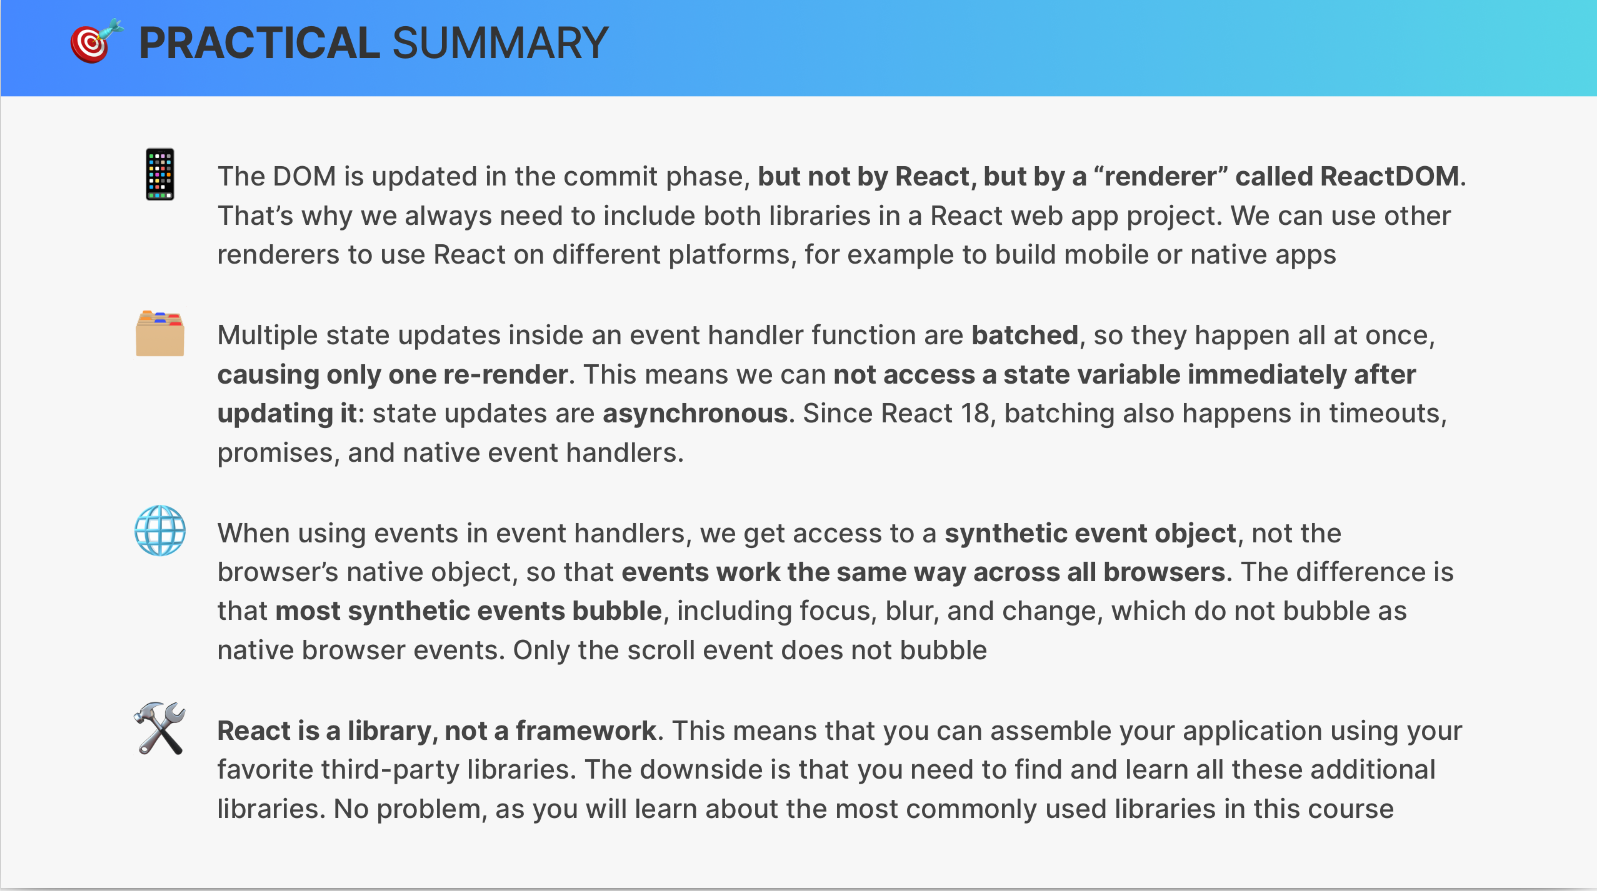 PRACTICAL SUMMARY
The DOM is updated in the commit phase, but not by React, but by a “renderer” called ReactDOM.
That’s why we always need to include both libraries in a React web app project. We can use other
renderers to use React on different platforms, for example to build mobile or native apps
Multiple state updates inside an event handler function are batched, so they happen all at once,
causing only one re-render. This means we can not access a state variable immediately after
updating it: state updates are asynchronous. Since React 18, batching also happens in timeouts,
promises, and native event handlers.
When using events in event handlers, we get access to a synthetic event object, not the
browser’s native object, so that events work the same way across all browsers. The difference is
that most synthetic events bubble, including focus, blur, and change, which do not bubble as
native browser events. Only the scroll event does not bubble
React is a library, not a framework. This means that you can assemble your application using your
favorite third-party libraries. The downside is that you need to find and learn all these additional
libraries. No problem, as you will learn about the most commonly used libraries in this course